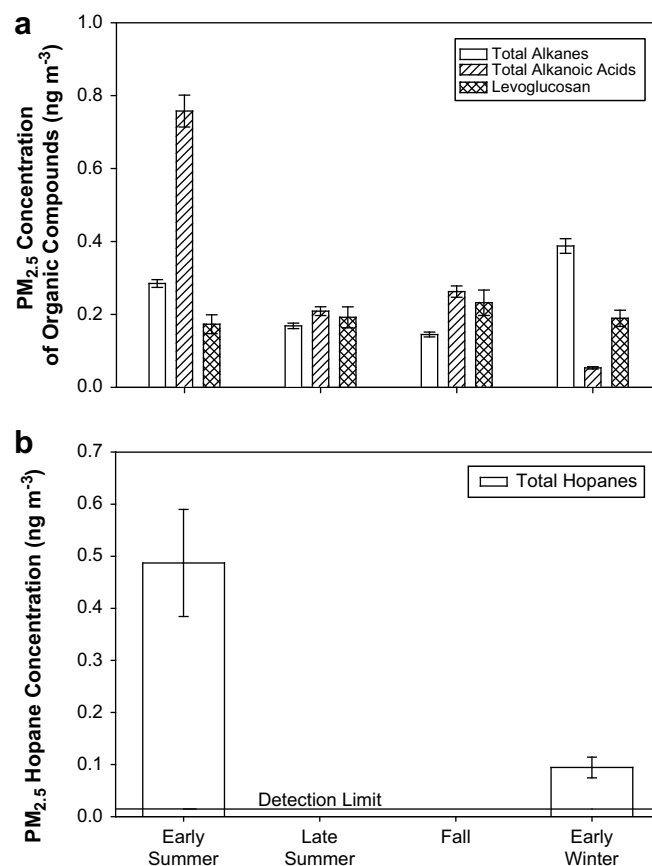 a
PM2.5 Concentration
of Organic Compounds (ng m-3)
1.0
0.8
0.6
0.4
0.2
0.0
Total Alkanes
Total Alkanoic Acids
Levoglucosan
b
PM2.5 Hopane Concentration (ng m-3)
0.7
0.6
0.5
0.4
0.3
0.2
0.1
0.0
Total Hopanes
Detection Limit
Early
Summer
Late
Summer
Fall
Early
Winter